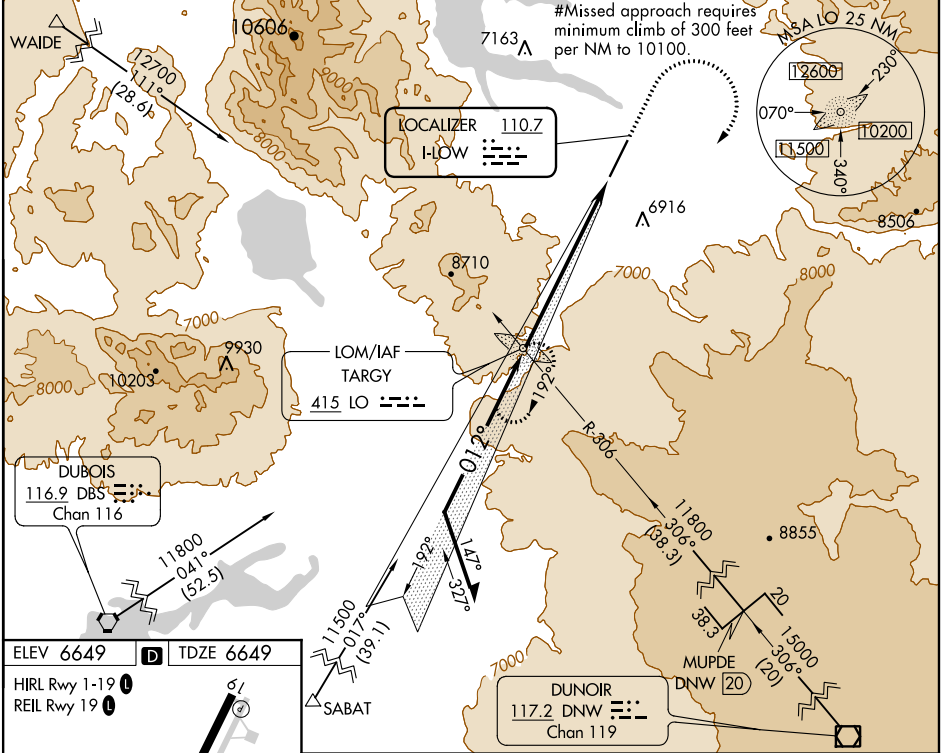 #Missed approach requires
minimum climb of 300 feet
per NM to 10100.
WAIDE
12700
111°
(28.6)
10606
9000
8000
7163
MSA LO 25 NM
12600
230°
070°
10200
11500
340°
LOCALIZER 110.7
I-LOW
6916
8506
8710
7000
8000
7000
9930
10203
8000
LOM/IAF
TARGY
415 LO
192°
R-306
012°
DUBOIS
116.9 DBS
Chan 116
11800
041°
(52.5)
11800
306°
(38.3)
8855
192°
147°
327°
11500
017°
(39.1)
20
38.3
15000
306°
(20)
MUPDE
DNW 20
7000
SABAT
DUNOIR
117.2 DNW
Chan 119
ELEV 6649 D TDZE 6649
HIRL Rwy 1-19 L
REIL Rwy 19 L
19
P